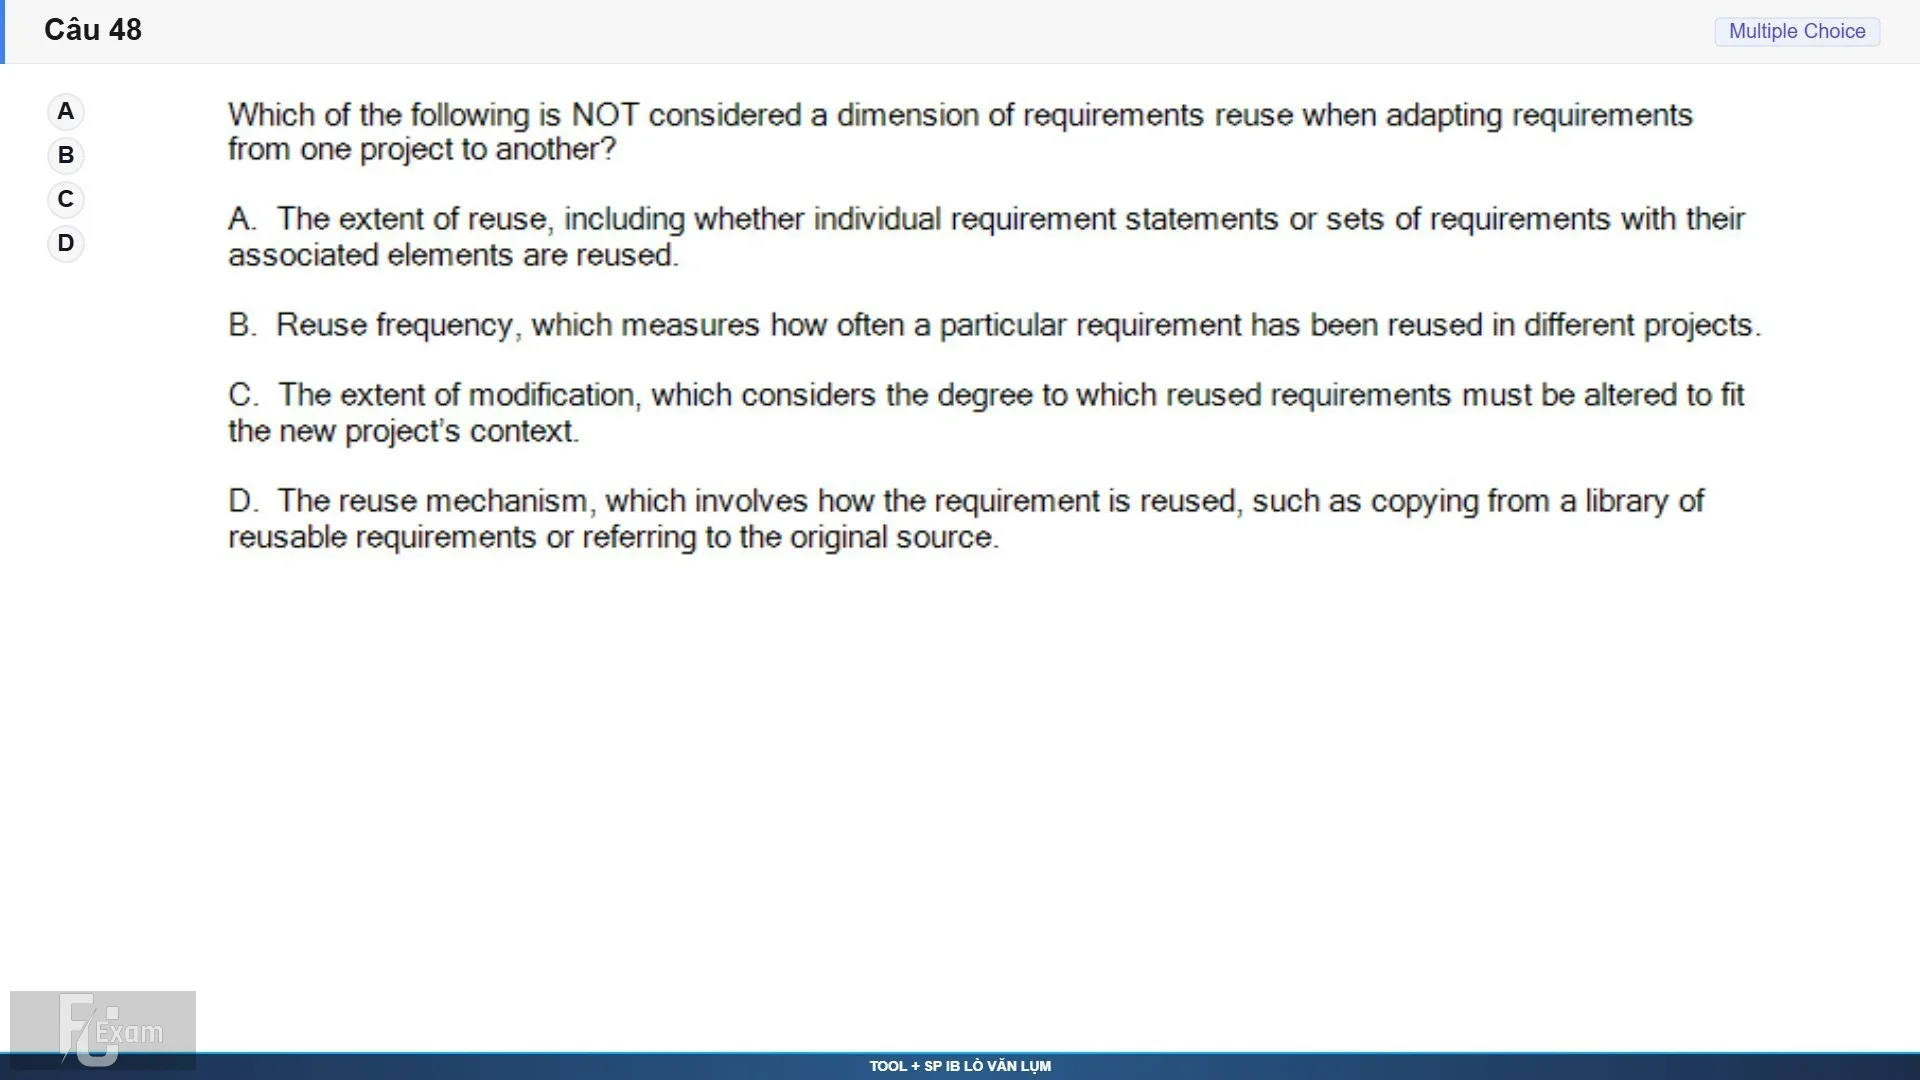 Câu 48
Multiple Choice
A
B
C
D
Which of the following is NOT considered a dimension of requirements reuse when adapting requirements
from one project to another?
A. The extent of reuse, including whether individual requirement statements or sets of requirements with their
associated elements are reused.
B. Reuse frequency, which measures how often a particular requirement has been reused in different projects.
C. The extent of modification, which considers the degree to which reused requirements must be altered to fit
the new project's context.
D. The reuse mechanism, which involves how the requirement is reused, such as copying from a library of
reusable requirements or referring to the original source.
Exam
TOOL + SP IB LÒ VĂN LỤM